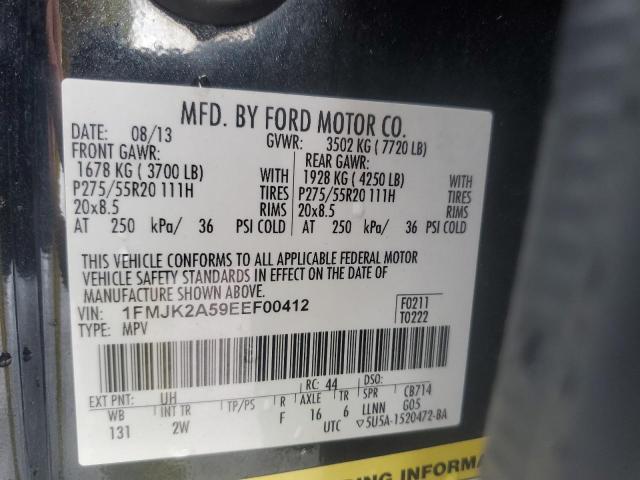 MFD. BY FORD MOTOR CO.
DATE: 08/13 GVWR: 3502 KG ( 7720 LB)
FRONT GAWR: REAR GAWR:
1678 KG ( 3700 LB) WITH 1928 KG ( 4250 LB) WITH
P275/55R20 111H TIRES P275/55R20 111H TIRES
20x8.5 RIMS 20x8.5 RIMS
AT 250 kPa/ 36 PSI COLD AT 250 kPa/ 36 PSI COLD
THIS VEHICLE CONFORMS TO ALL APPLICABLE FEDERAL MOTOR
VEHICLE SAFETY STANDARDS IN EFFECT ON THE DATE OF
MANUFACTURE SHOWN ABOVE.
VIN: 1FMJK2A59EEF00412 F0211
TYPE: MPV T0222
EXT PNT: UH RC: 44 DSO:
WB INT TR TP/PS R AXLE TR SPR CB714
131 2W F 16 6 LLNN G05
UTC ▽5U5A-1520472-BA
ING INFORMA